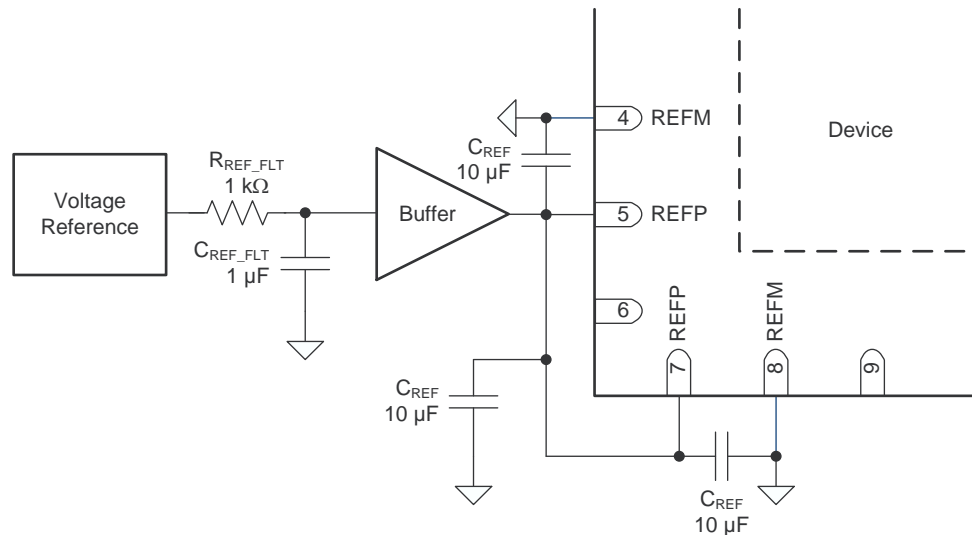 4 REFM
Device
C_REF
10 µF
R_REF_FLT
1 kΩ
Voltage
Reference
Buffer
5 REFP
C_REF_FLT
1 µF
6
REFP
REFM
7
8
9
C_REF
10 µF
C_REF
10 µF